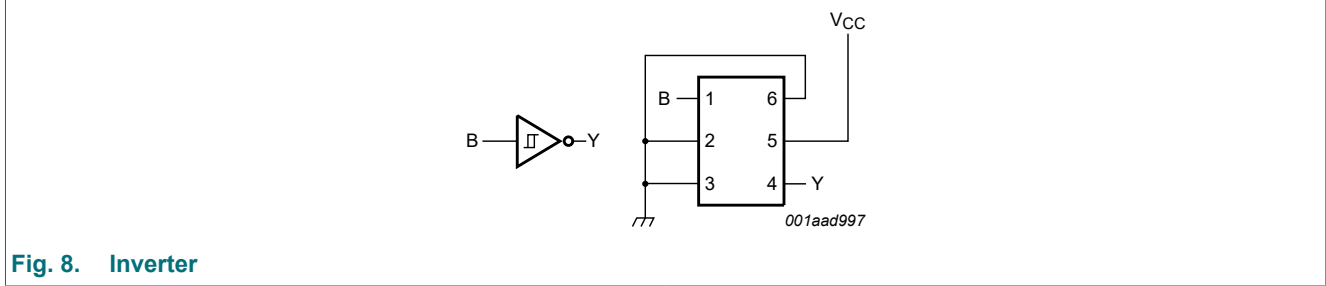 VCC
B 1 6
B Y 2 5
3 4 Y
001aad997
Fig. 8. Inverter